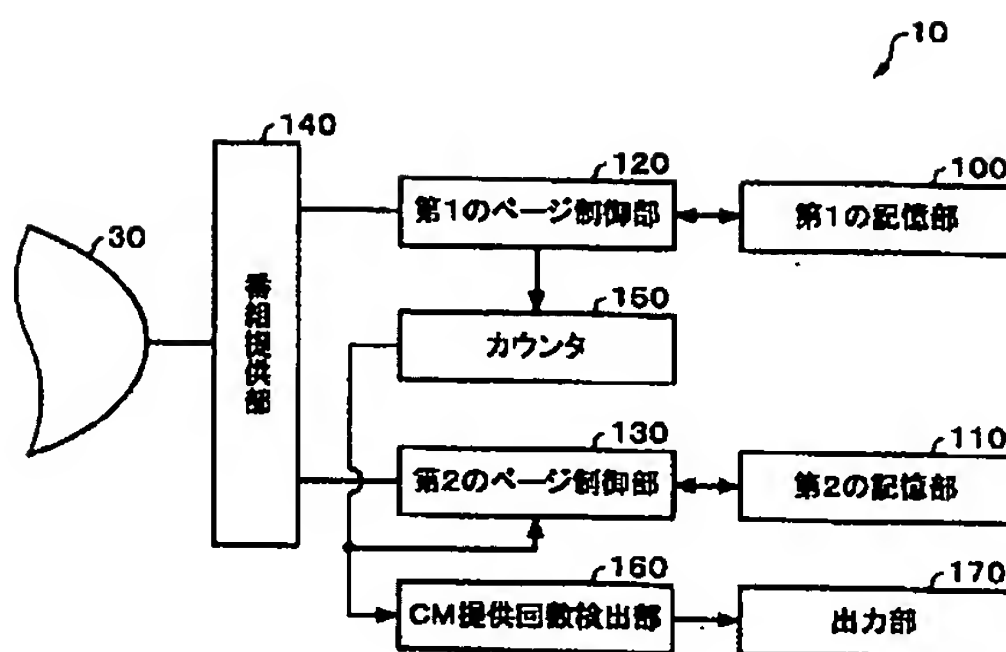 10
140
120
100
第1のページ制御部
第1の記憶部
30
番組提供部
150
カウンタ
130
110
第2のページ制御部
第2の記憶部
160
170
CM提供回数検出部
出力部